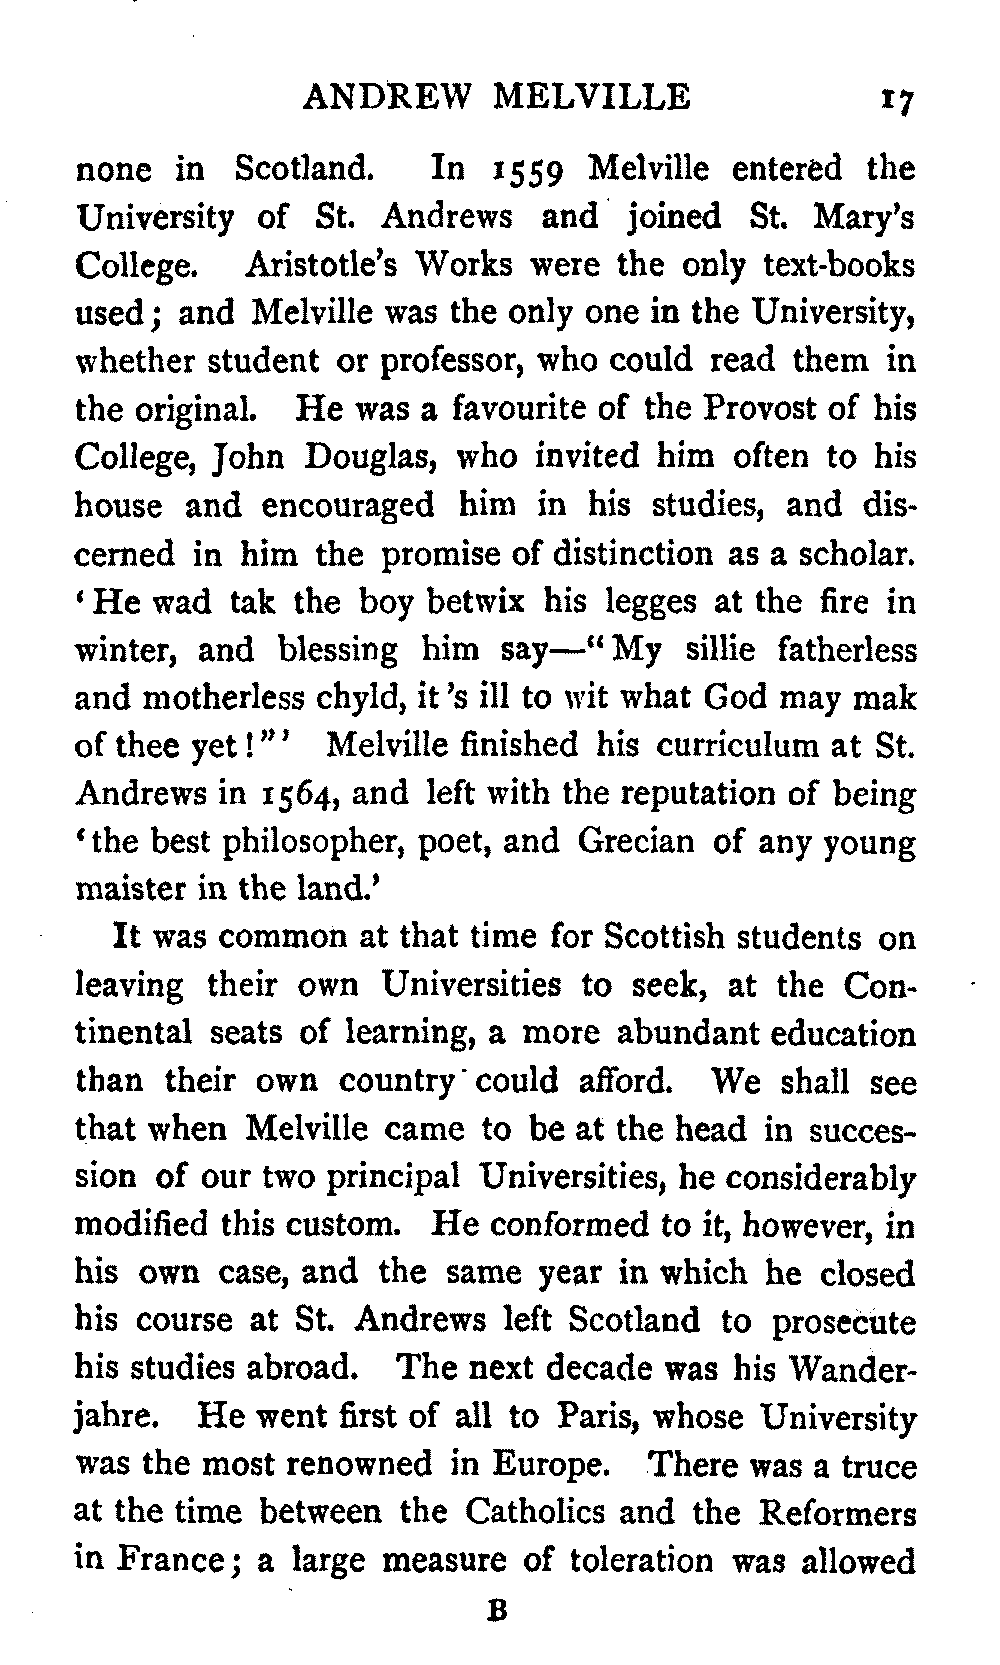 ANDREW MELVILLE 17
none in Scotland. In 1559 Melville entered the
University of St. Andrews and joined St. Mary's
College. Aristotle's Works were the only text-books
used; and Melville was the only one in the University,
whether student or professor, who could read them in
the original. He was a favourite of the Provost of his
College, John Douglas, who invited him often to his
house and encouraged him in his studies, and dis-
cerned in him the promise of distinction as a scholar.
‘He wad tak the boy betwix his legges at the fire in
winter, and blessing him say—“My sillie fatherless
and motherless chyld, it's ill to wit what God may mak
of thee yet!”’ Melville finished his curriculum at St.
Andrews in 1564, and left with the reputation of being
‘the best philosopher, poet, and Grecian of any young
maister in the land.’
It was common at that time for Scottish students on
leaving their own Universities to seek, at the Con-
tinental seats of learning, a more abundant education
than their own country could afford. We shall see
that when Melville came to be at the head in succes-
sion of our two principal Universities, he considerably
modified this custom. He conformed to it, however, in
his own case, and the same year in which he closed
his course at St. Andrews left Scotland to prosecute
his studies abroad. The next decade was his Wander-
jahre. He went first of all to Paris, whose University
was the most renowned in Europe. There was a truce
at the time between the Catholics and the Reformers
in France; a large measure of toleration was allowed
B